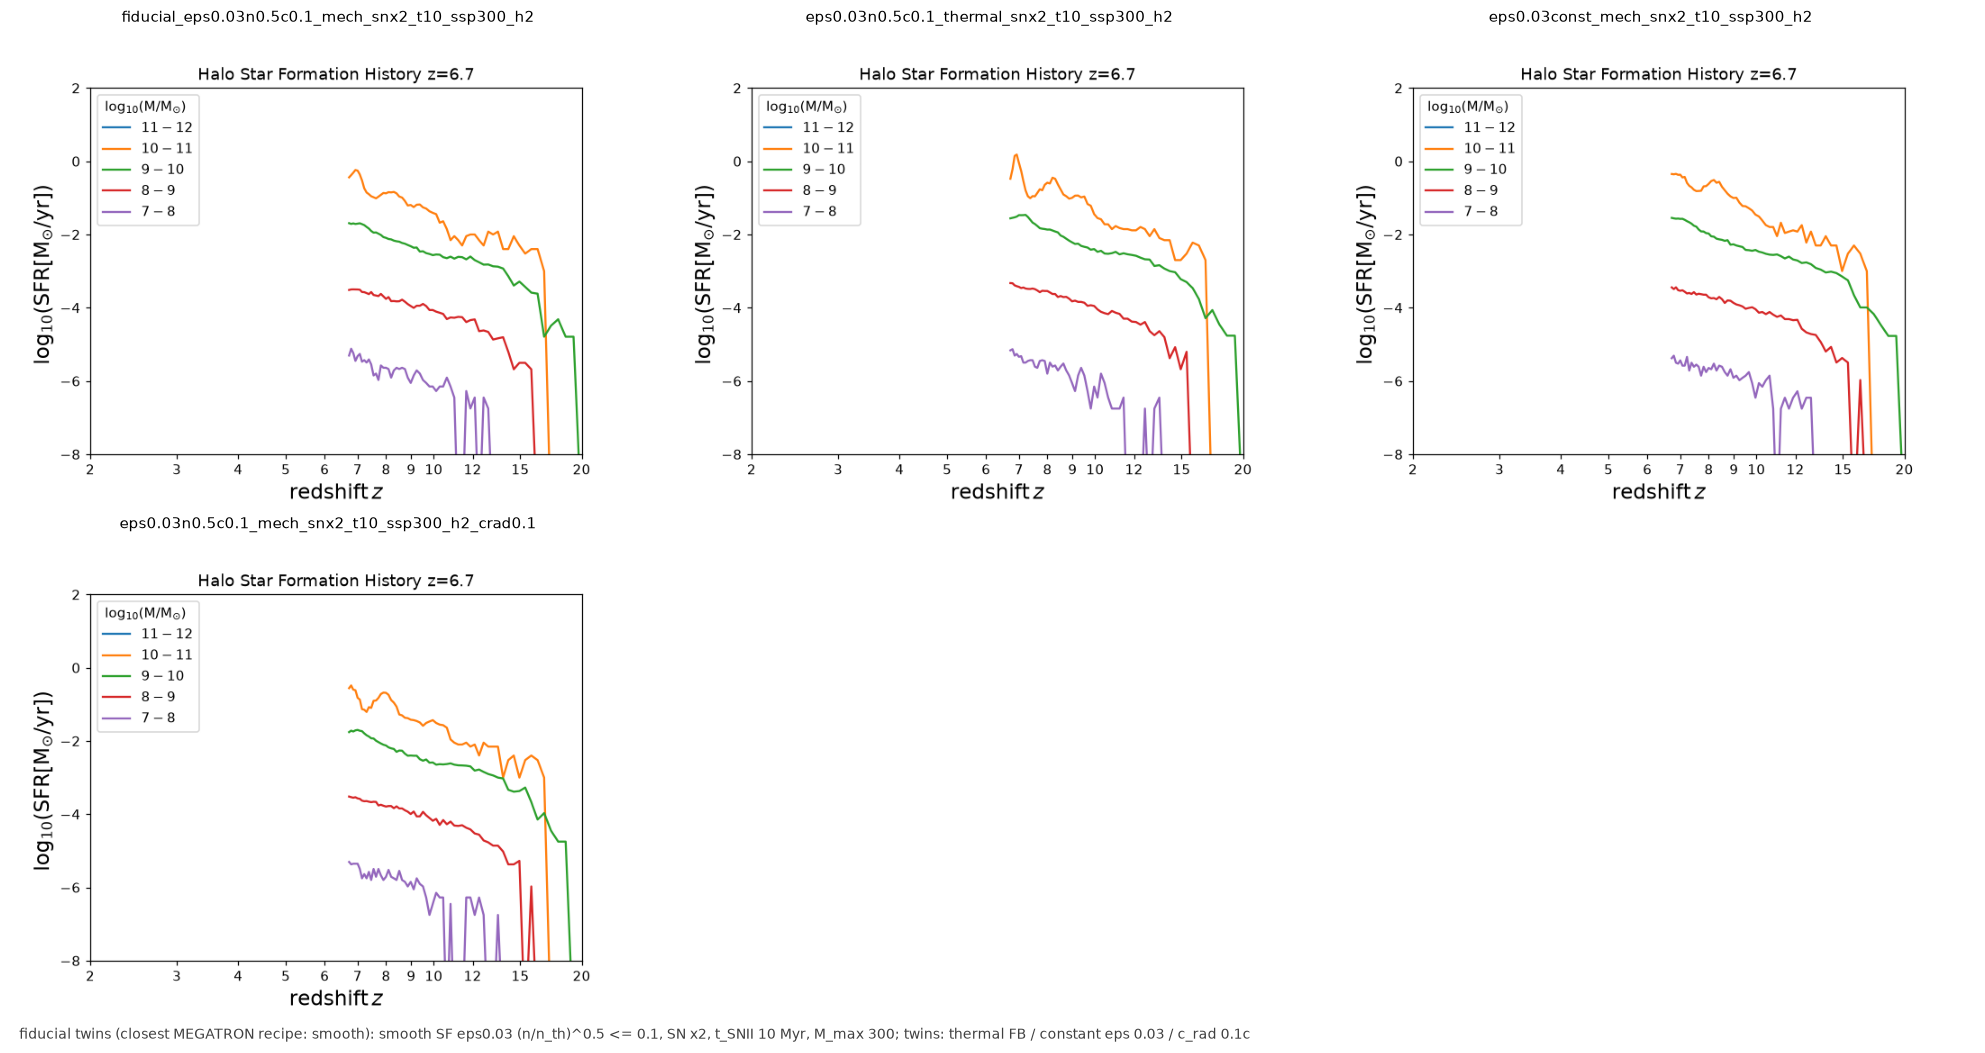 fiducial_eps0.03n0.5c0.1_mech_snx2_t10_ssp300_h2
Halo Star Formation History z=6.7
log10(M/M⊙)
11 − 12
10 − 11
9 − 10
8 − 9
7 − 8
log10(SFR[M⊙/yr])
2
0
−2
−4
−6
−8
2 3 4 5 6 7 8 9 10 12 15 20
redshift z
eps0.03n0.5c0.1_thermal_snx2_t10_ssp300_h2
Halo Star Formation History z=6.7
log10(M/M⊙)
11 − 12
10 − 11
9 − 10
8 − 9
7 − 8
log10(SFR[M⊙/yr])
2
0
−2
−4
−6
−8
2 3 4 5 6 7 8 9 10 12 15 20
redshift z
eps0.03const_mech_snx2_t10_ssp300_h2
Halo Star Formation History z=6.7
log10(M/M⊙)
11 − 12
10 − 11
9 − 10
8 − 9
7 − 8
log10(SFR[M⊙/yr])
2
0
−2
−4
−6
−8
2 3 4 5 6 7 8 9 10 12 15 20
redshift z
eps0.03n0.5c0.1_mech_snx2_t10_ssp300_h2_crad0.1
Halo Star Formation History z=6.7
log10(M/M⊙)
11 − 12
10 − 11
9 − 10
8 − 9
7 − 8
log10(SFR[M⊙/yr])
2
0
−2
−4
−6
−8
2 3 4 5 6 7 8 9 10 12 15 20
redshift z
fiducial twins (closest MEGATRON recipe: smooth): smooth SF eps0.03 (n/n_th)^0.5 <= 0.1, SN x2, t_SNII 10 Myr, M_max 300; twins: thermal FB / constant eps 0.03 / c_rad 0.1c